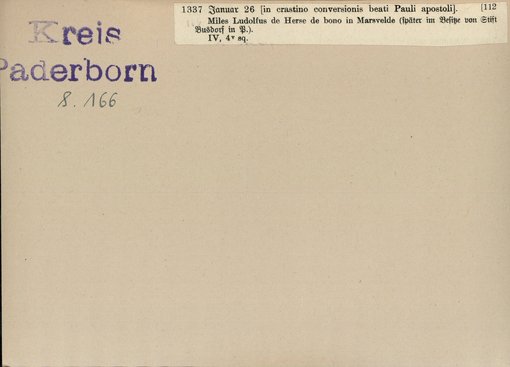 Kreis
Paderborn
S. 166
1337 Januar 26 [in crastino conversionis beati Pauli apostoli]. [112
Miles Ludolfus de Herse de bono in Marsvelde (später im Besitze von Stift
Busdorf in P.).
IV, 4ᵛ sq.